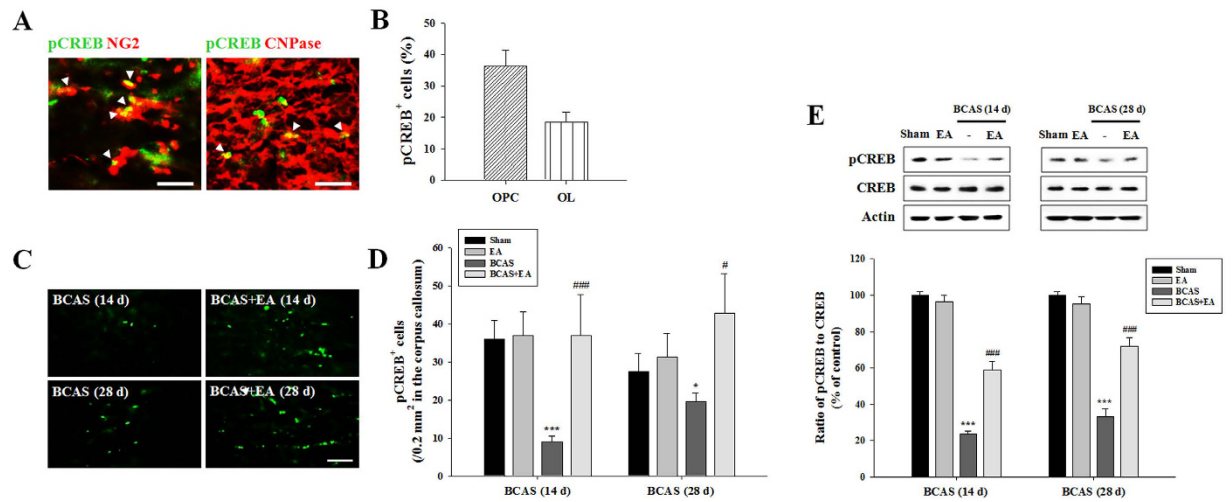 A
pCREB NG2
pCREB CNPase
B
pCREB+ cells (%)
50
40
30
20
10
0
OPC
OL
C
BCAS (14 d)
BCAS+EA (14 d)
BCAS (28 d)
BCAS+EA (28 d)
D
Sham
EA
BCAS
BCAS+EA
pCREB+ cells
(/0.2 mm2 in the corpus callosum)
60
50
40
30
20
10
0
***
###
*
#
BCAS (14 d)
BCAS (28 d)
E
BCAS (14 d)
BCAS (28 d)
Sham EA - EA
Sham EA - EA
pCREB
CREB
Actin
Ratio of pCREB to CREB
(% of control)
120
100
80
60
40
20
0
Sham
EA
BCAS
BCAS+EA
***
###
***
###
BCAS (14 d)
BCAS (28 d)